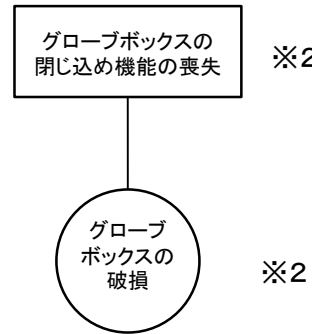 グローブボックスの
閉じ込め機能の喪失
※2
グローブ
ボックスの
破損
※2